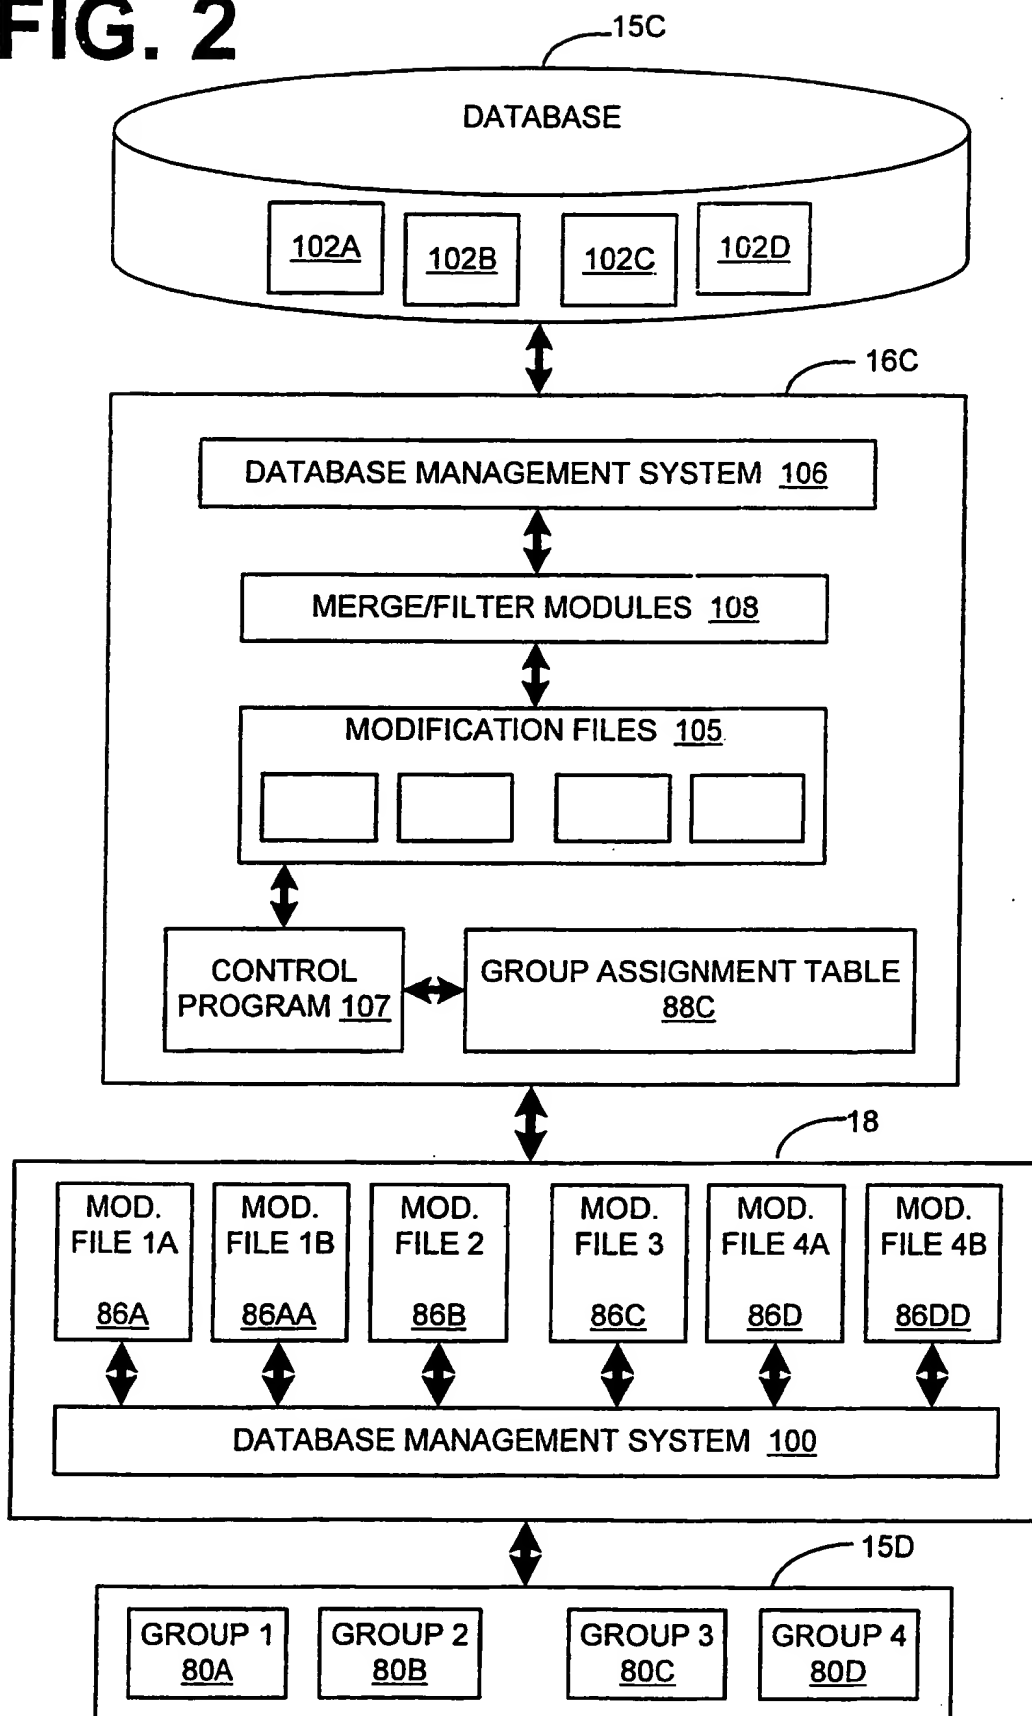 FIG. 2
15C
DATABASE
102A 102B 102C 102D
16C
DATABASE MANAGEMENT SYSTEM 106
MERGE/FILTER MODULES 108
MODIFICATION FILES 105
CONTROL
PROGRAM 107
GROUP ASSIGNMENT TABLE
88C
18
MOD.
FILE 1A
86A
MOD.
FILE 1B
86AA
MOD.
FILE 2
86B
MOD.
FILE 3
86C
MOD.
FILE 4A
86D
MOD.
FILE 4B
86DD
DATABASE MANAGEMENT SYSTEM 100
15D
GROUP 1
80A
GROUP 2
80B
GROUP 3
80C
GROUP 4
80D